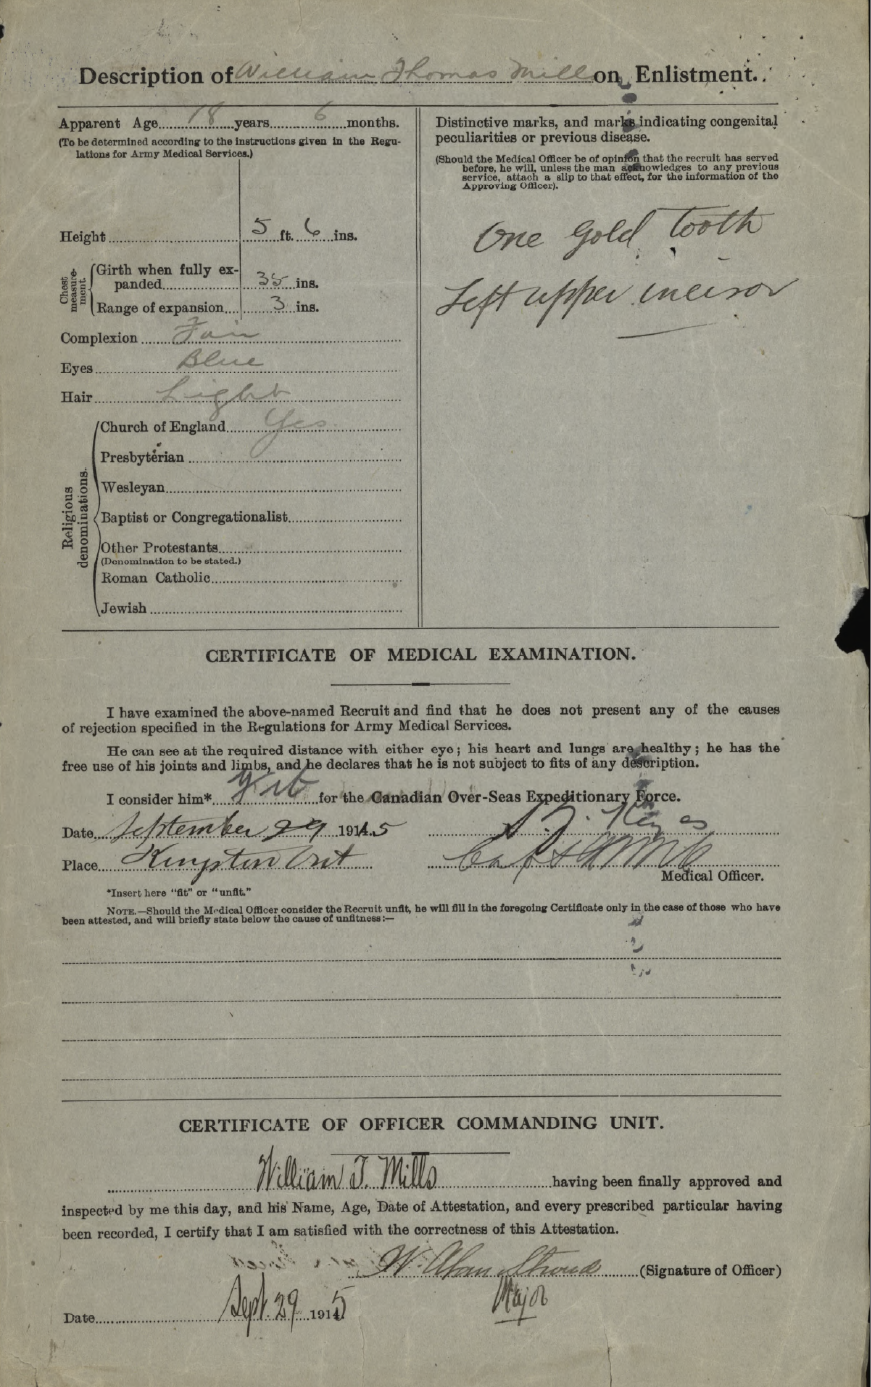 Description of William Thomas Mills on Enlistment.
Apparent Age 18 years 6 months.
(To be determined according to the instructions given in the Regu-
lations for Army Medical Services.)
Height 5 ft. 6 ins.
Chest measure-ment.
Girth when fully ex-
panded 35 ins.
Range of expansion 3 ins.
Complexion Fair
Eyes Blue
Hair Light
Religious denominations.
Church of England Yes
Presbyterian
Wesleyan
Baptist or Congregationalist
Other Protestants
(Denomination to be stated.)
Roman Catholic
Jewish
Distinctive marks, and marks indicating congenital
peculiarities or previous disease.
(Should the Medical Officer be of opinion that the recruit has served
before, he will, unless the man acknowledges to any previous
service, attach a slip to that effect, for the information of the
Approving Officer).
One Gold tooth
Left upper incisor
CERTIFICATE OF MEDICAL EXAMINATION.
I have examined the above-named Recruit and find that he does not present any of the causes
of rejection specified in the Regulations for Army Medical Services.
He can see at the required distance with either eye; his heart and lungs are healthy; he has the
free use of his joints and limbs, and he declares that he is not subject to fits of any description.
I consider him* Fit for the Canadian Over-Seas Expeditionary Force.
Date September 29 1915
Place Kingston Ont
Capt AMC
Medical Officer.
*Insert here "fit" or "unfit."
NOTE.—Should the Medical Officer consider the Recruit unfit, he will fill in the foregoing Certificate only in the case of those who have
been attested, and will briefly state below the cause of unfitness:—
CERTIFICATE OF OFFICER COMMANDING UNIT.
William T. Mills having been finally approved and
inspected by me this day, and his Name, Age, Date of Attestation, and every prescribed particular having
been recorded, I certify that I am satisfied with the correctness of this Attestation.
(Signature of Officer)
Major
Date Sept. 29 1915